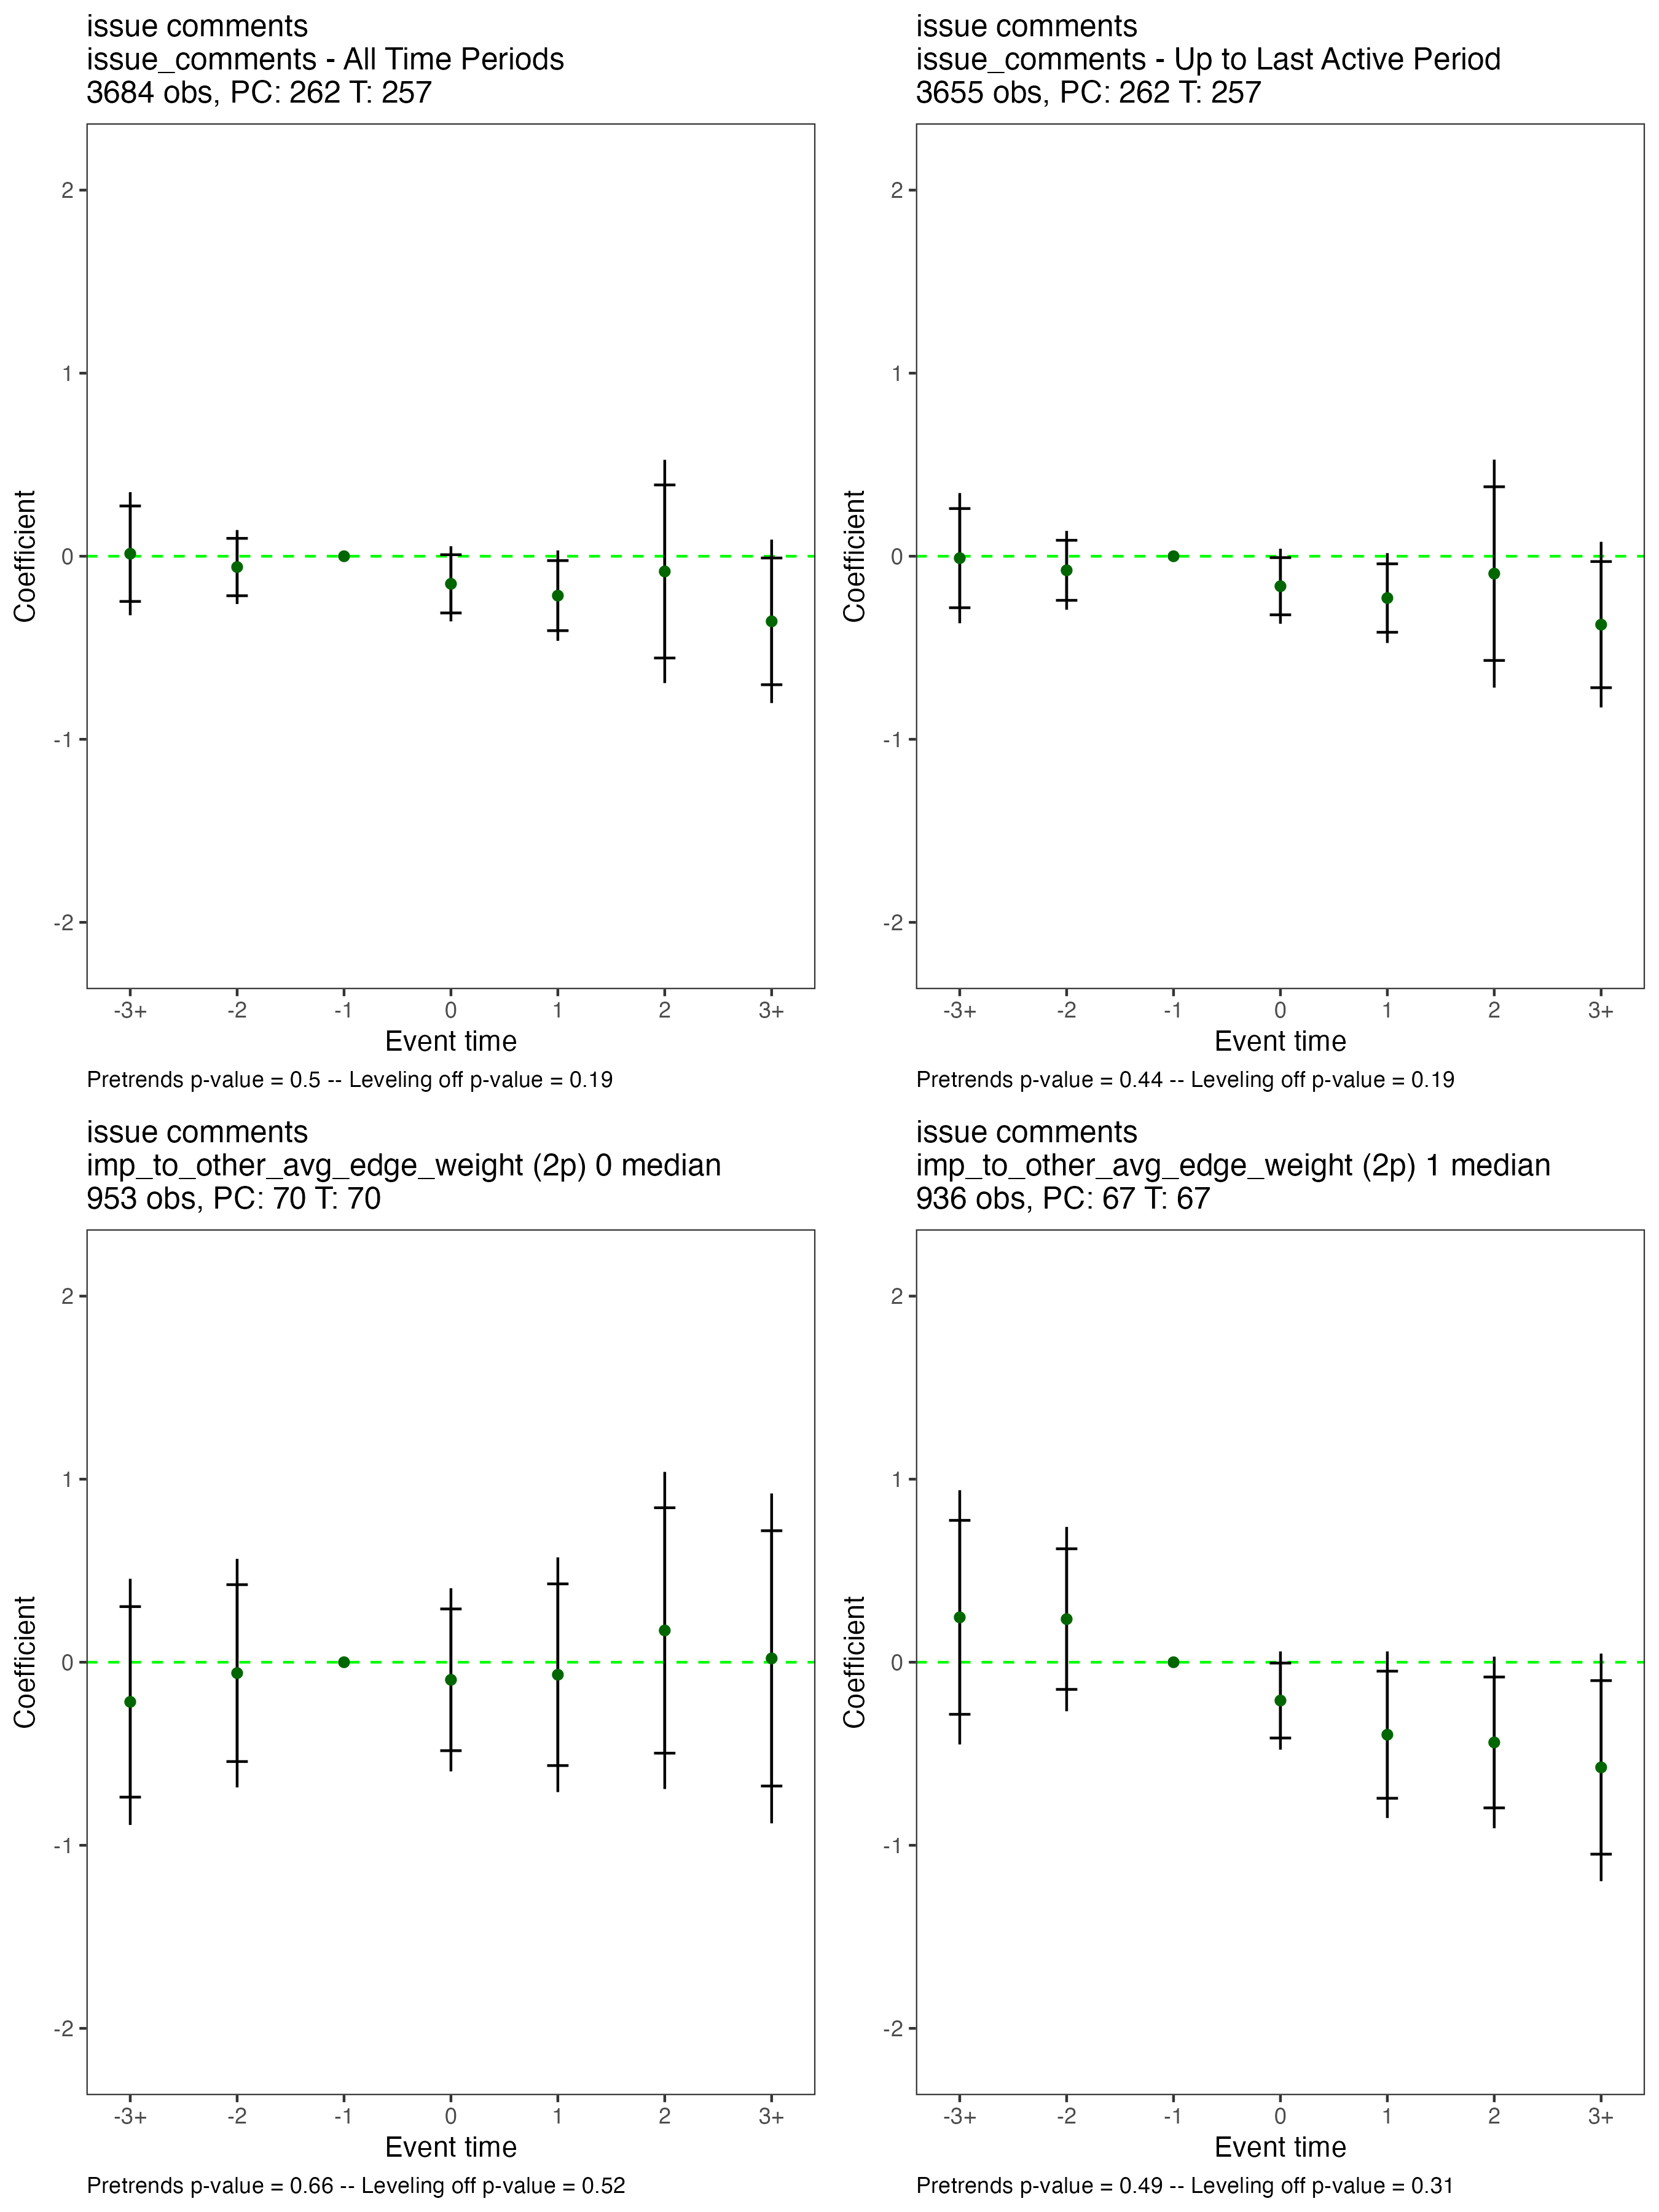 issue comments
issue_comments - All Time Periods
3684 obs, PC: 262 T: 257
2
1
0
-1
-2
Coefficient
-3+ -2 -1 0 1 2 3+
Event time
Pretrends p-value = 0.5 -- Leveling off p-value = 0.19
issue comments
issue_comments - Up to Last Active Period
3655 obs, PC: 262 T: 257
2
1
0
-1
-2
Coefficient
-3+ -2 -1 0 1 2 3+
Event time
Pretrends p-value = 0.44 -- Leveling off p-value = 0.19
issue comments
imp_to_other_avg_edge_weight (2p) 0 median
953 obs, PC: 70 T: 70
2
1
0
-1
-2
Coefficient
-3+ -2 -1 0 1 2 3+
Event time
Pretrends p-value = 0.66 -- Leveling off p-value = 0.52
issue comments
imp_to_other_avg_edge_weight (2p) 1 median
936 obs, PC: 67 T: 67
2
1
0
-1
-2
Coefficient
-3+ -2 -1 0 1 2 3+
Event time
Pretrends p-value = 0.49 -- Leveling off p-value = 0.31